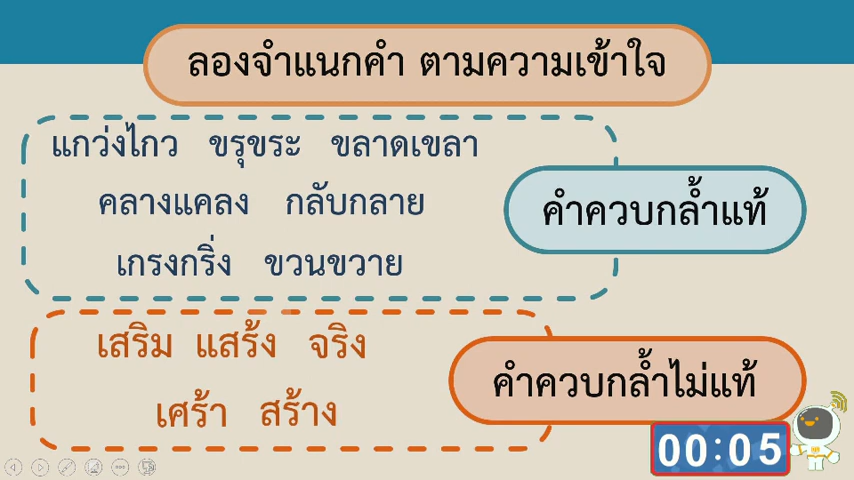 ลองจำแนกคำ ตามความเข้าใจ
แกว่งไกว ขรุขระ ขลาดเขลา
คลางแคลง กลับกลาย
เกรงกริ่ง ขวนขวาย
คำควบกล้ำแท้
เสริม แสร้ง จริง
เศร้า สร้าง
คำควบกล้ำไม่แท้
00:05